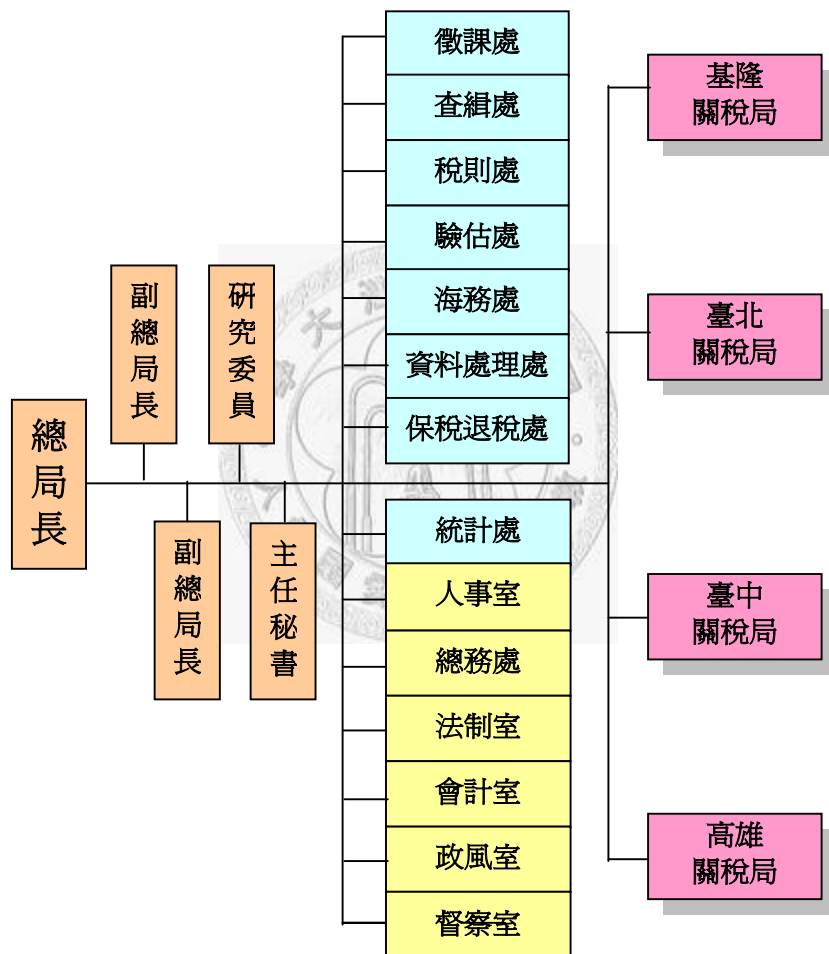 總局長
副總局長
研究委員
副總局長
主任秘書
徵課處
查緝處
稅則處
驗估處
海務處
資料處理處
保稅退稅處
統計處
人事室
總務處
法制室
會計室
政風室
督察室
基隆
關稅局
臺北
關稅局
臺中
關稅局
高雄
關稅局